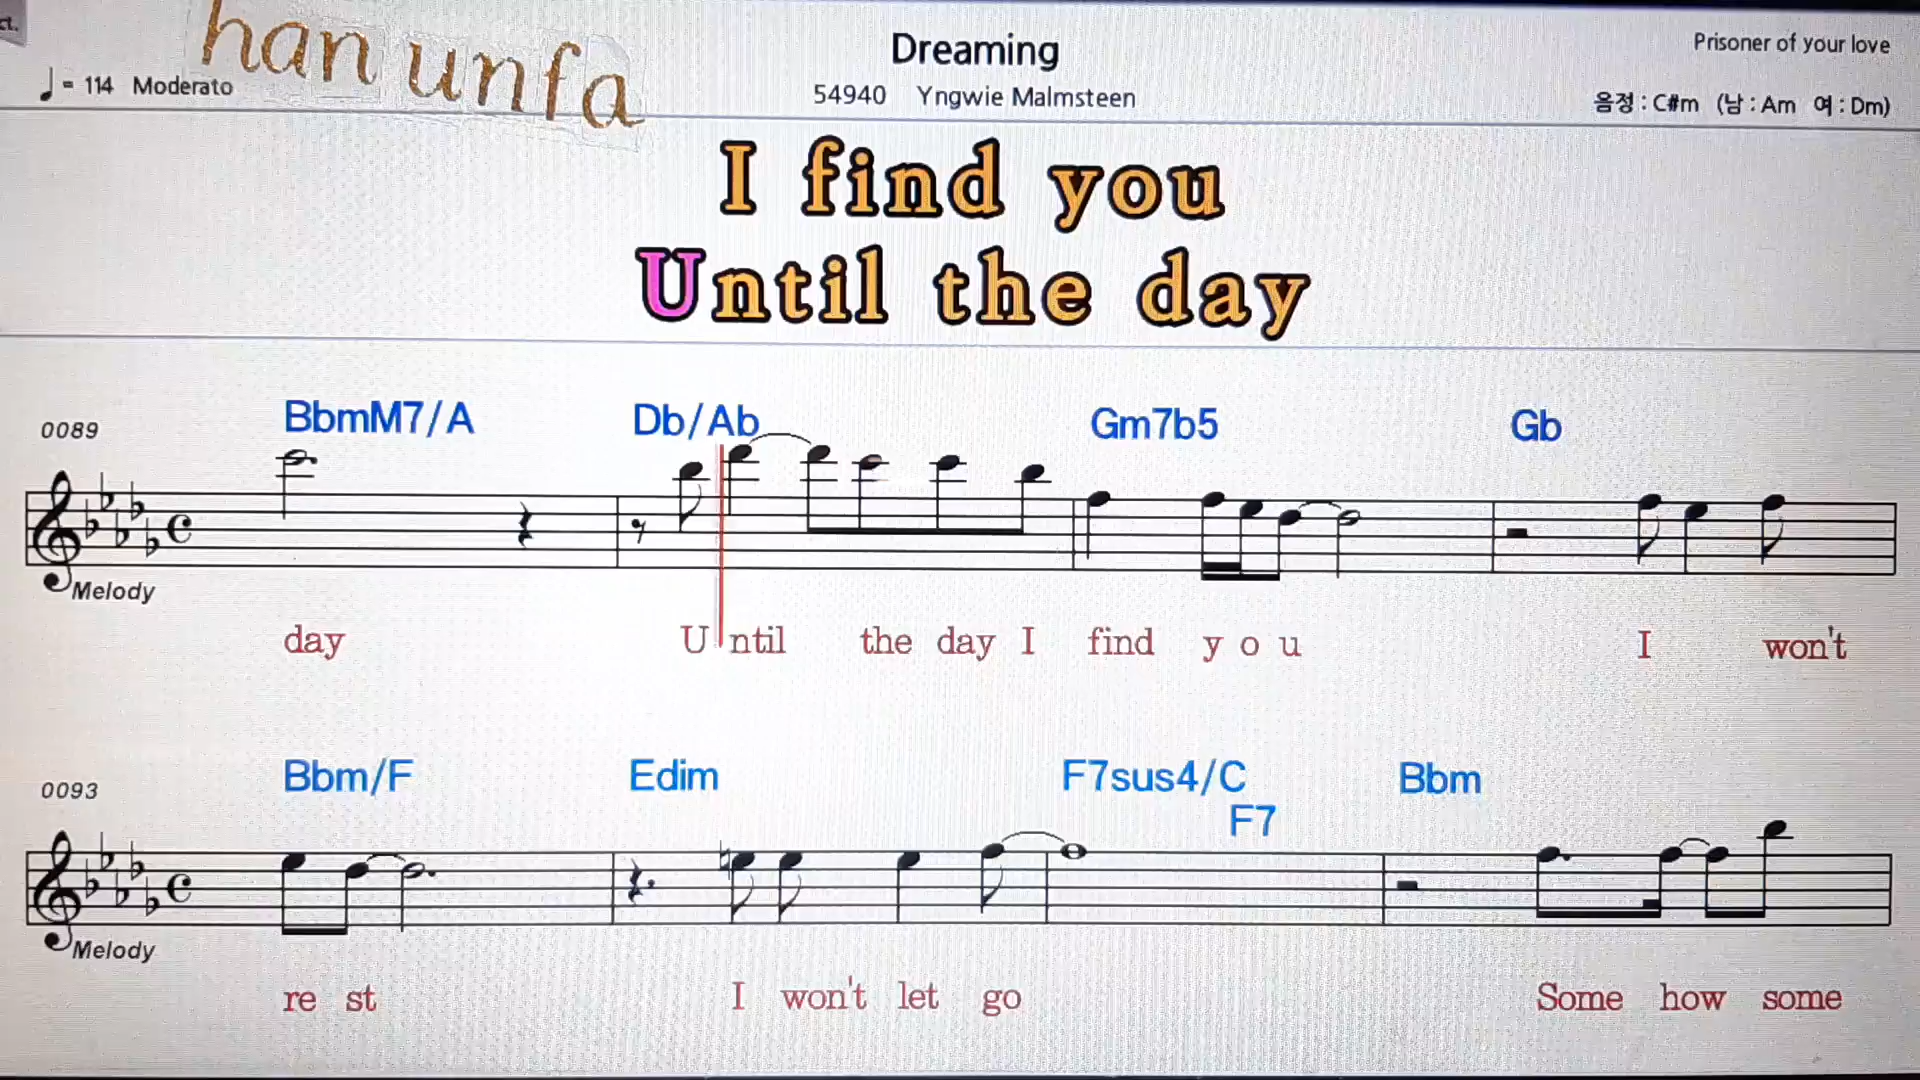 ct.
han unfa
Dreaming
Prisoner of your love
♩ = 114 Moderato
54940 Yngwie Malmsteen
음정 : C#m (남 : Am 여 : Dm)
I find you
Until the day
0089 BbmM7/A Db/Ab Gm7b5 Gb
Melody
day U ntil the day I find y o u I won't
0093 Bbm/F Edim F7sus4/C Bbm
F7
Melody
re st I won't let go Some how some